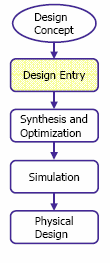 Design
Concept
Design Entry
Synthesis and
Optimization
Simulation
Physical
Design